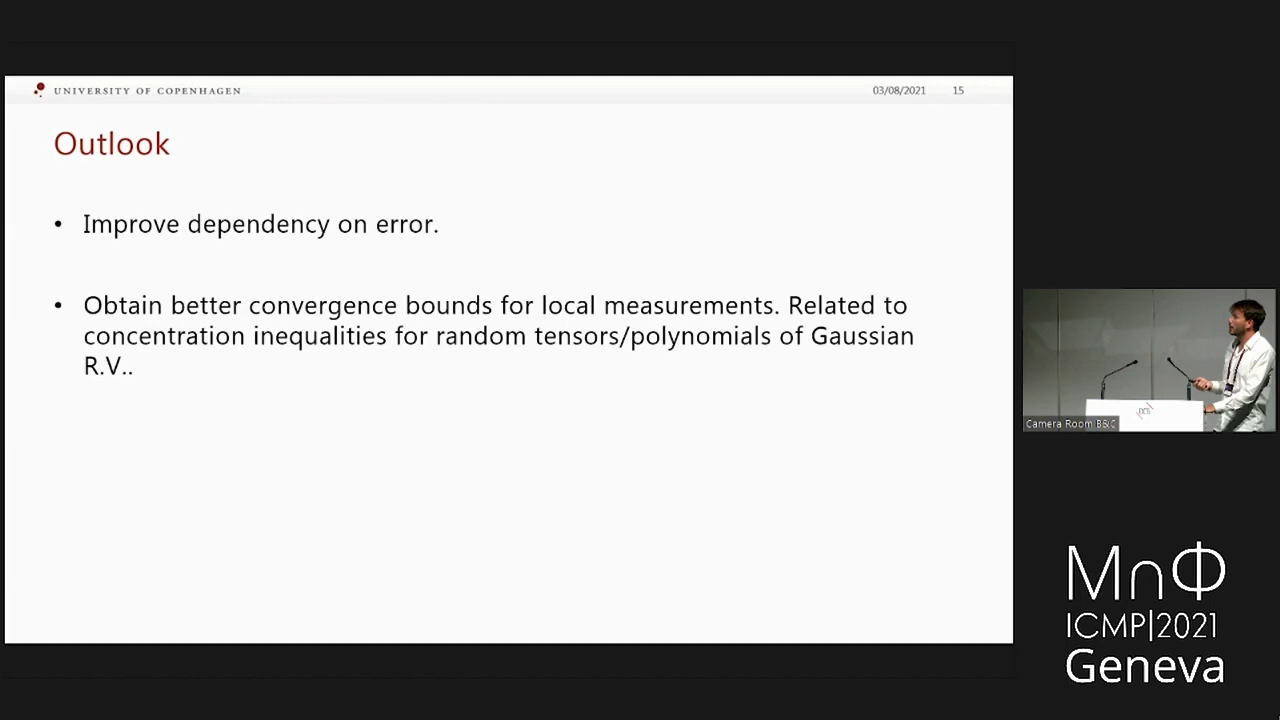 UNIVERSITY OF COPENHAGEN
03/08/2021 15
Outlook
• Improve dependency on error.
• Obtain better convergence bounds for local measurements. Related to
concentration inequalities for random tensors/polynomials of Gaussian
R.V..
Camera Room B&C
M∩Φ
ICMP|2021
Geneva